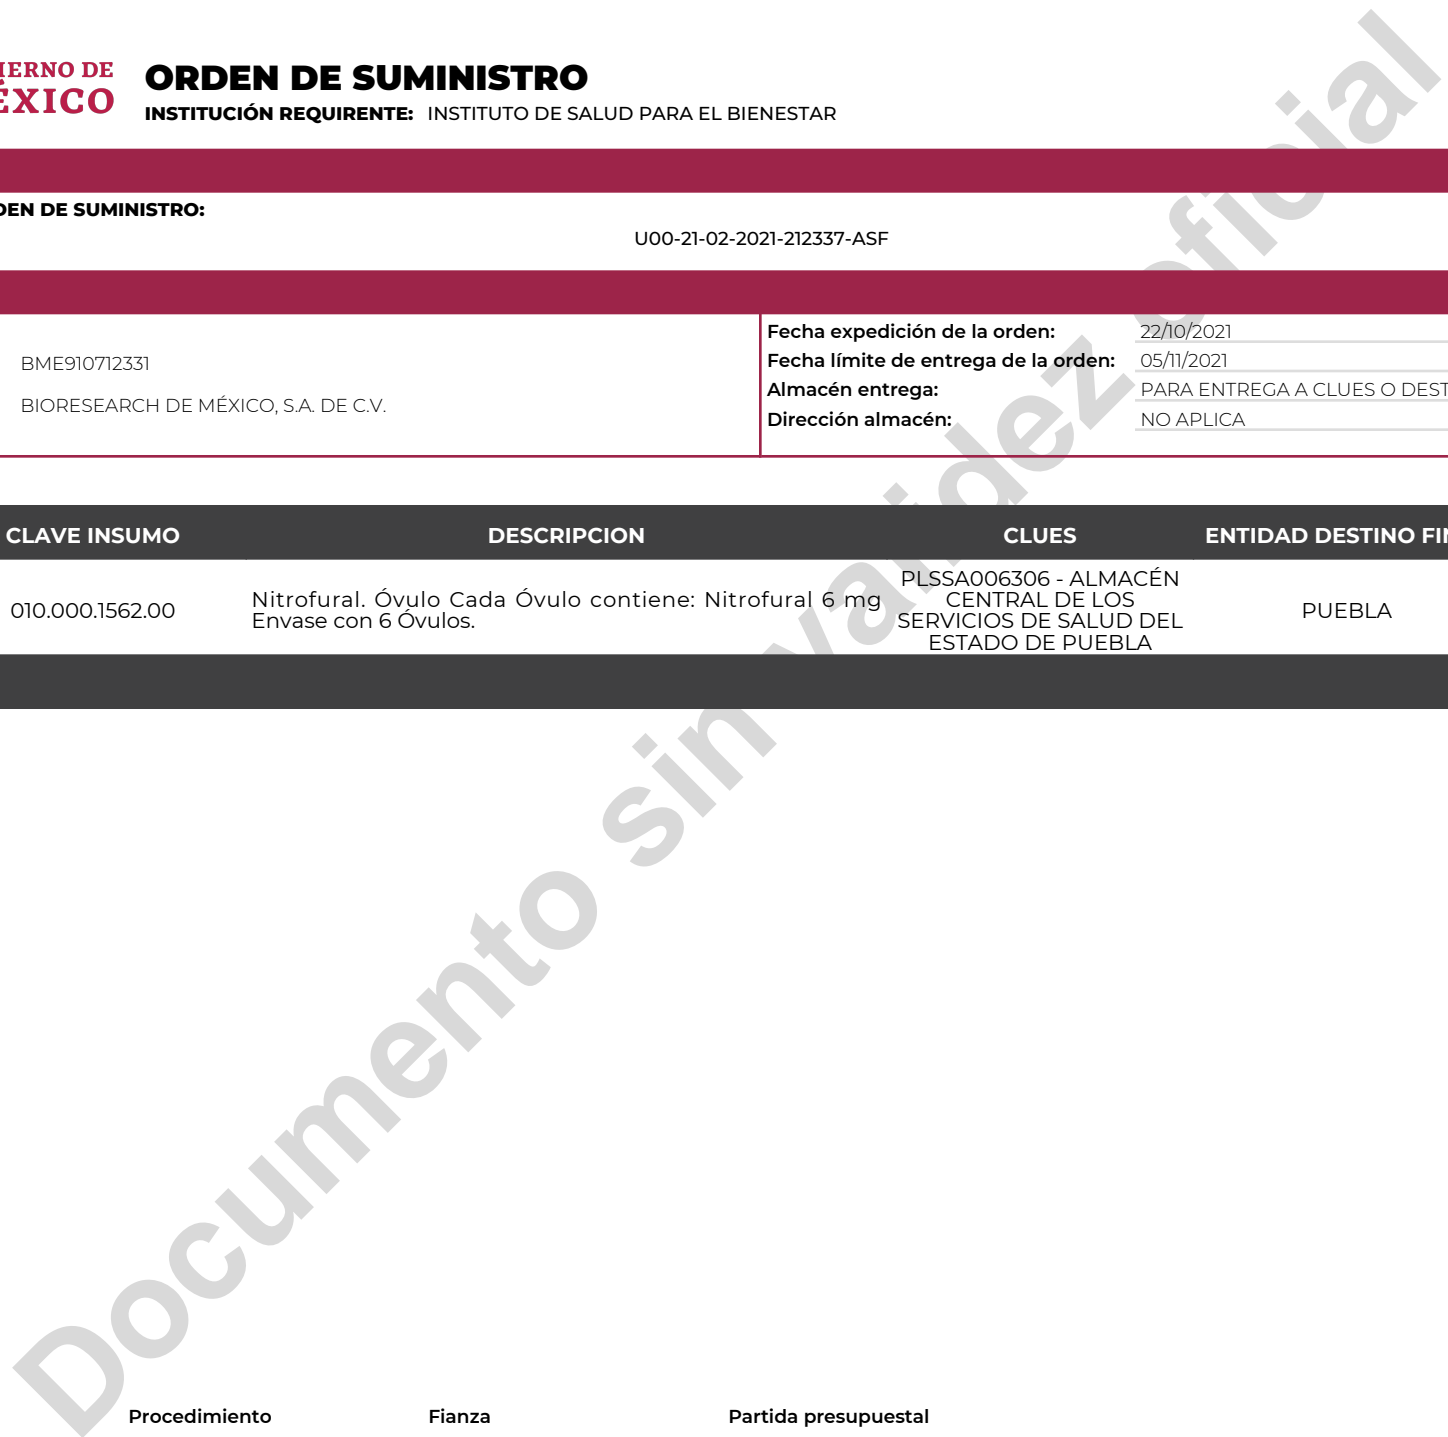 IERNO DE
ÉXICO
ORDEN DE SUMINISTRO
INSTITUCIÓN REQUIRENTE: INSTITUTO DE SALUD PARA EL BIENESTAR
DEN DE SUMINISTRO:
U00-21-02-2021-212337-ASF
BME910712331
BIORESEARCH DE MÉXICO, S.A. DE C.V.
Fecha expedición de la orden: 22/10/2021
Fecha límite de entrega de la orden: 05/11/2021
Almacén entrega: PARA ENTREGA A CLUES O DEST
Dirección almacén: NO APLICA
CLAVE INSUMO DESCRIPCION CLUES ENTIDAD DESTINO FIN
010.000.1562.00
Nitrofural. Óvulo Cada Óvulo contiene: Nitrofural 6 mg
Envase con 6 Óvulos.
PLSSA006306 - ALMACÉN
CENTRAL DE LOS
SERVICIOS DE SALUD DEL
ESTADO DE PUEBLA
PUEBLA
Documento sin validez oficial
Procedimiento Fianza Partida presupuestal